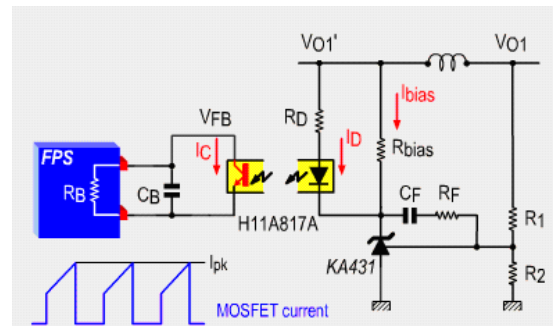 VO1'
VO1
Ibias
RD
VFB
ID
Rbias
FPS
IC
RB
CB
CF
RF
R1
H11A817A
KA431
R2
Ipk
MOSFET current